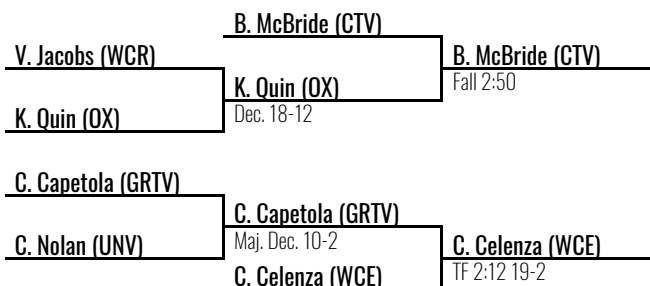 B. McBride (CTV)
V. Jacobs (WCR)
B. McBride (CTV)
Fall 2:50
K. Quin (OX)
Dec. 18-12
K. Quin (OX)
C. Capetola (GRTV)
C. Capetola (GRTV)
Maj. Dec. 10-2
C. Nolan (UNV)
C. Celenza (WCE)
TF 2:12 19-2
C. Celenza (WCE)